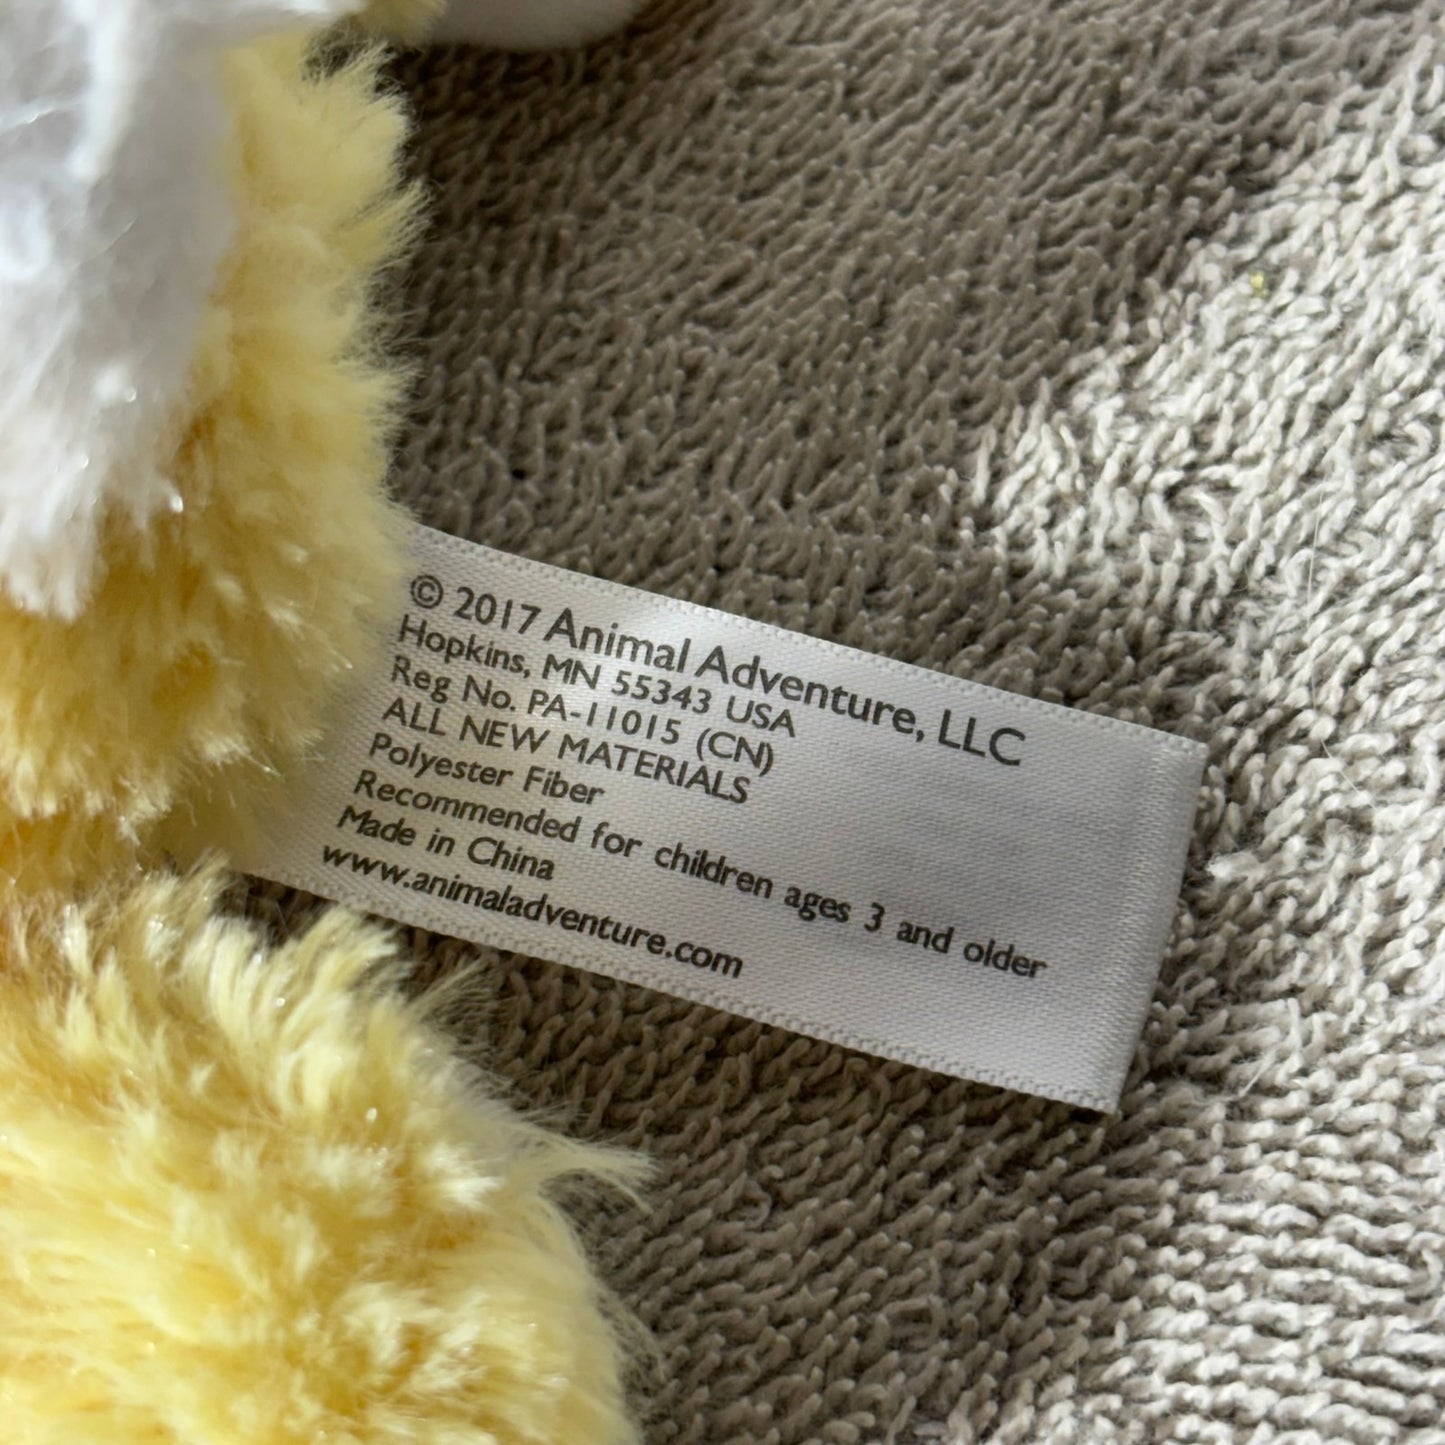 © 2017 Animal Adventure, LLC
Hopkins, MN 55343 USA
Reg No. PA-11015 (CN)
ALL NEW MATERIALS
Polyester Fiber
Recommended for children ages 3 and older
Made in China
www.animaladventure.com